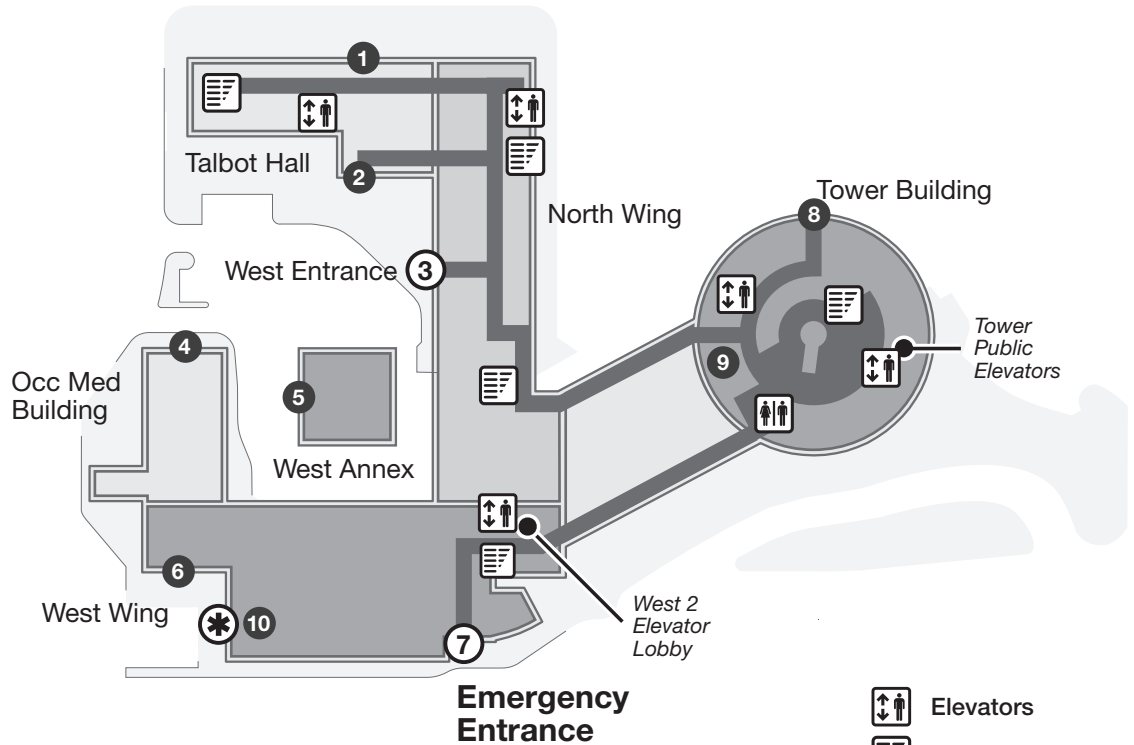 1
Talbot Hall
2
North Wing
Tower Building
8
West Entrance
3
Tower
Public
Elevators
4
9
Occ Med
Building
5
West Annex
6
West Wing
10
West 2
Elevator
Lobby
7
Emergency
Entrance
Elevators